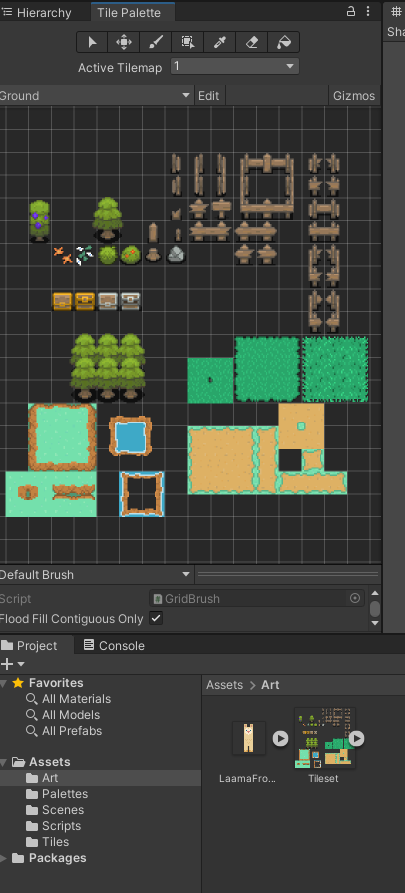 Hierarchy
Tile Palette
Active Tilemap
1
Sha
Ground
Edit
Gizmos
Default Brush
Script
GridBrush
Flood Fill Contiguous Only
Project
Console
Favorites
All Materials
All Models
All Prefabs
Assets
Art
Palettes
Scenes
Scripts
Tiles
Packages
Assets > Art
LaamaFro...
Tileset